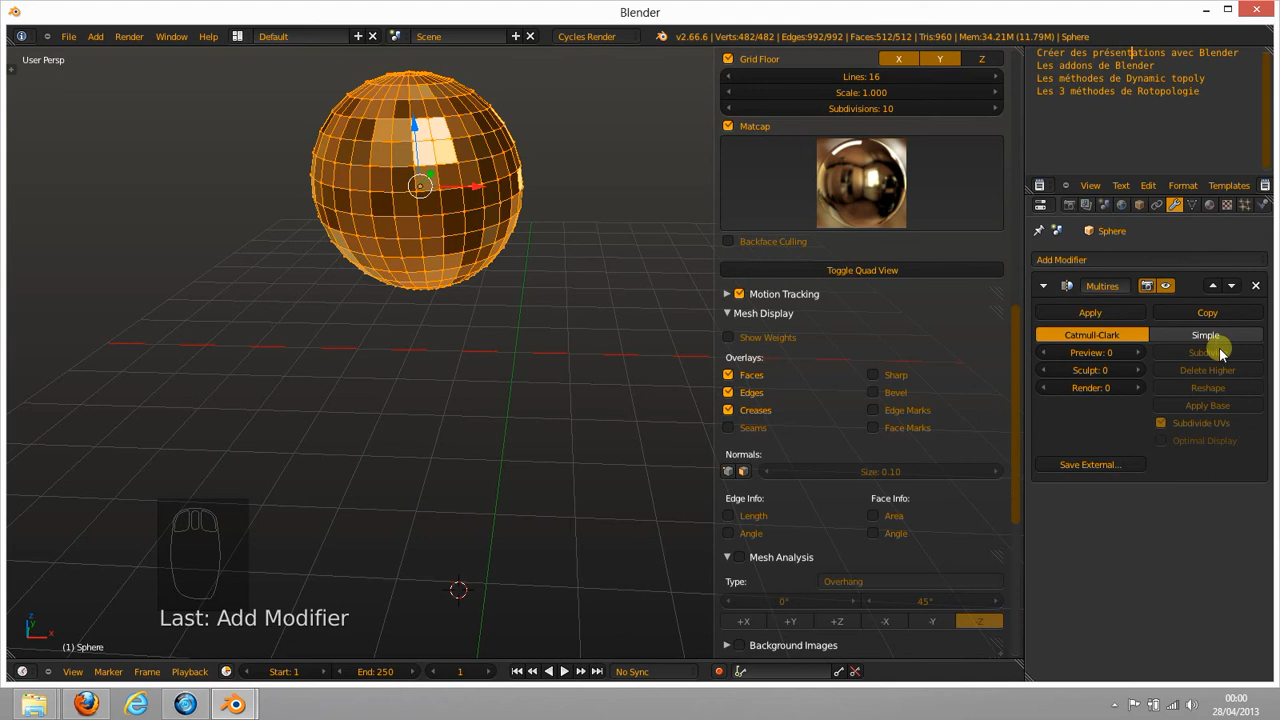 Blender
File Add Render Window Help Default Scene Cycles Render v2.66.6 | Verts:482/482 | Edges:992/992 | Faces:512/512 | Tris:960 | Mem:34.21M (11.79M) | Sphere
User Persp
Grid Floor X Y Z
Lines: 16
Scale: 1.000
Subdivisions: 10
Matcap
Backface Culling
Toggle Quad View
Motion Tracking
Mesh Display
Show Weights
Overlays:
Faces Sharp
Edges Bevel
Creases Edge Marks
Seams Face Marks
Normals:
Size: 0.10
Edge Info: Face Info:
Length Area
Angle Angle
Mesh Analysis
Type: Overhang
0° 45°
+X +Y +Z -X -Y -Z
Background Images
Créer des présentations avec Blender
Les addons de Blender
Les méthodes de Dynamic topoly
Les 3 méthodes de Rotopologie
View Text Edit Format Templates
Sphere
Add Modifier
Multires
Apply Copy
Catmull-Clark Simple
Preview: 0
Sculpt: 0 Delete Higher
Render: 0 Reshape
Apply Base
Subdivide UVs
Optimal Display
Save External...
Last: Add Modifier
z
y
x
(1) Sphere
View Marker Frame Playback Start: 1 End: 250 1 No Sync
00:00
28/04/2013